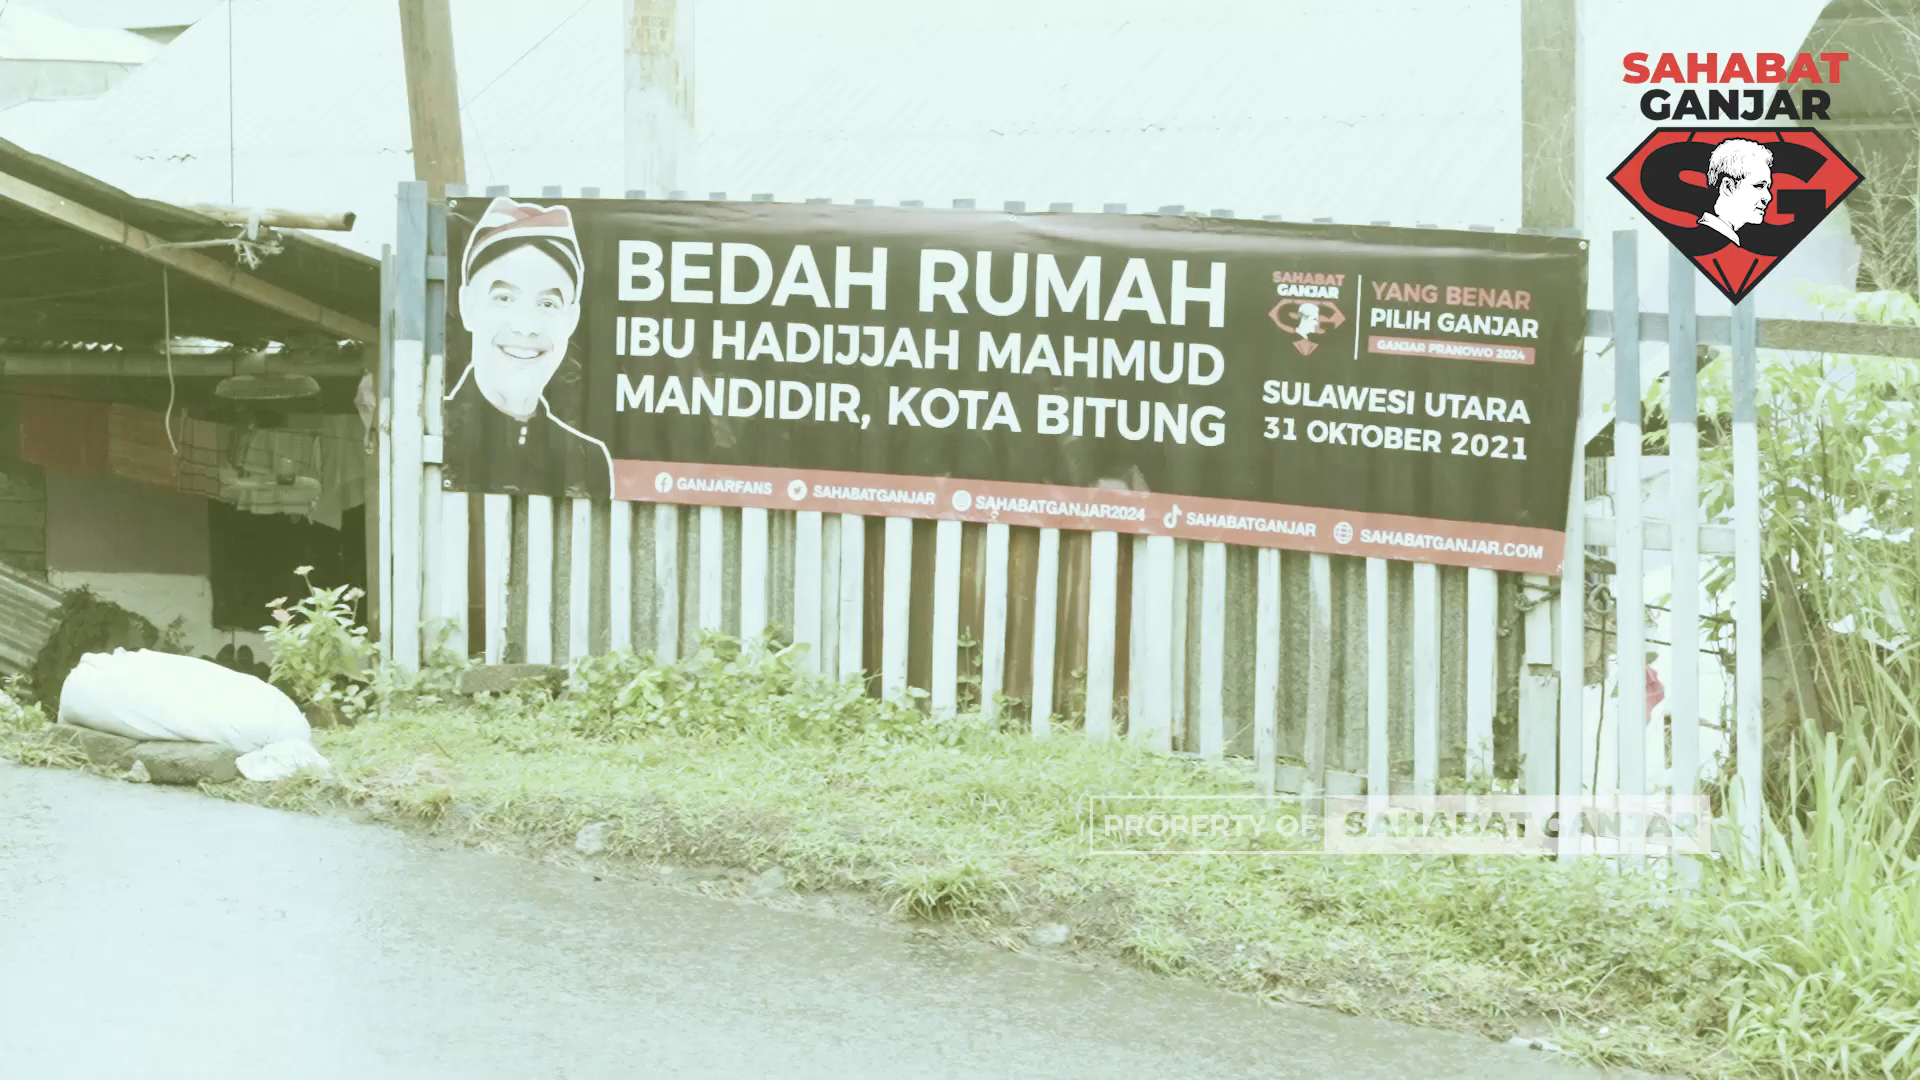 SAHABAT
GANJAR
SG
BEDAH RUMAH
IBU HADIJJAH MAHMUD
MANDIDIR, KOTA BITUNG
SAHABAT
GANJAR
YANG BENAR
PILIH GANJAR
GANJAR PRANOWO 2024
SULAWESI UTARA
31 OKTOBER 2021
GANJARFANS SAHABATGANJAR SAHABATGANJAR2024 SAHABATGANJAR SAHABATGANJAR.COM
PROPERTY OF SAHABAT GANJAR